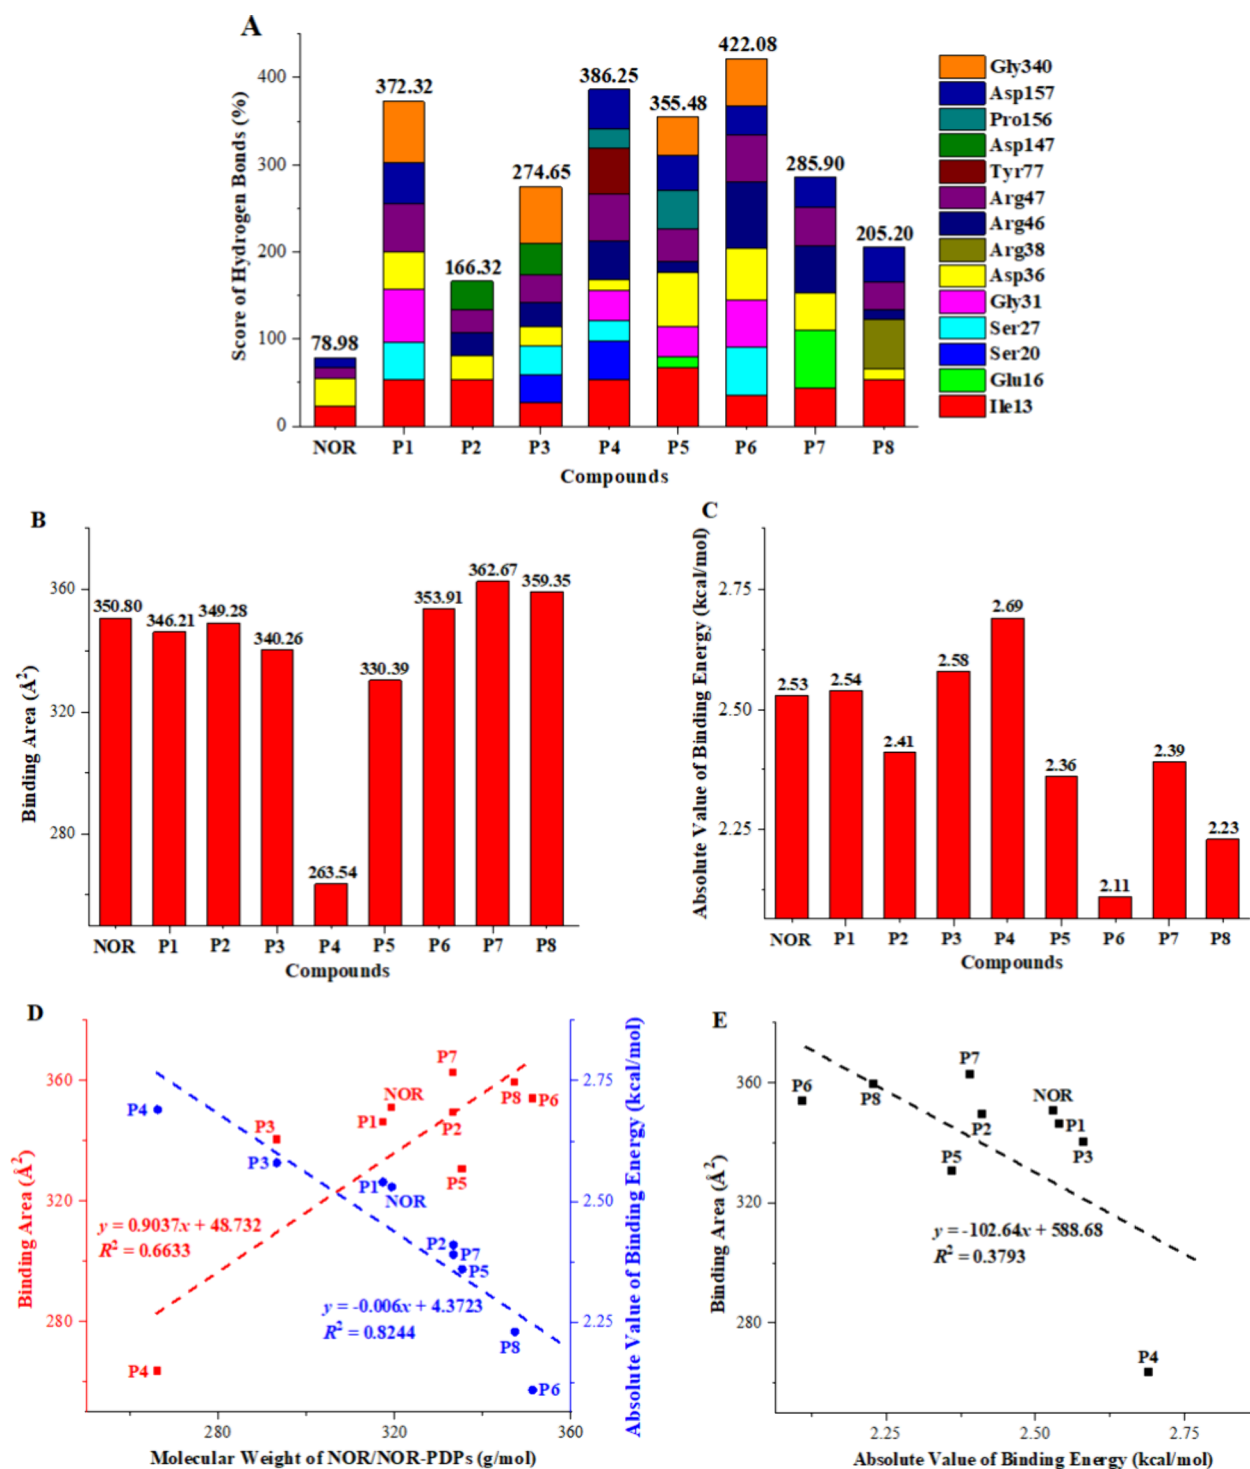 A
Score of Hydrogen Bonds (%)
400
300
200
100
0
78.98
372.32
166.32
274.65
386.25
355.48
422.08
285.90
205.20
NOR P1 P2 P3 P4 P5 P6 P7 P8
Compounds
Gly340
Asp157
Pro156
Asp147
Tyr77
Arg47
Arg46
Arg38
Asp36
Gly31
Ser27
Ser20
Glu16
Ile13
B
Binding Area (Å²)
360
320
280
350.80
346.21
349.28
340.26
263.54
330.39
353.91
362.67
359.35
NOR P1 P2 P3 P4 P5 P6 P7 P8
Compounds
C
Absolute Value of Binding Energy (kcal/mol)
2.75
2.50
2.25
2.53
2.54
2.41
2.58
2.69
2.36
2.11
2.39
2.23
NOR P1 P2 P3 P4 P5 P6 P7 P8
Compounds
D
Binding Area (Å²)
360
320
280
P7
P8
P6
NOR
P1
P2
P3
P5
P4
y = 0.9037x + 48.732
R² = 0.6633
P4
P3
P1
NOR
P2
P7
P5
P8
P6
y = -0.006x + 4.3723
R² = 0.8244
2.75
2.50
2.25
Absolute Value of Binding Energy (kcal/mol)
280 320 360
Molecular Weight of NOR/NOR-PDPs (g/mol)
E
Binding Area (Å²)
360
320
280
P6
P8
P7
P2
P5
NOR
P1
P3
P4
y = -102.64x + 588.68
R² = 0.3793
2.25 2.50 2.75
Absolute Value of Binding Energy (kcal/mol)